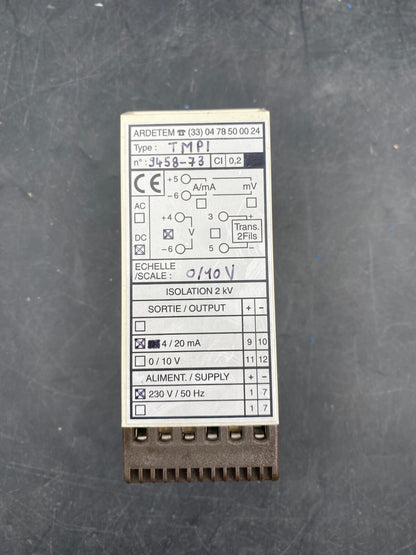 ARDETEM ☎ (33) 04 78 50 00 24
Type: TMP1
n°: 9458-73 CI 0,2
CE +5 A/mA mV
-6
AC
+4 V 3 + Trans. 2Fils
DC ☒ ☒ -6 5 -
ECHELLE /SCALE: 0/10 V
ISOLATION 2 kV
SORTIE / OUTPUT + -
☒ 4 / 20 mA 9 10
0 / 10 V 11 12
ALIMENT. / SUPPLY + -
☒ 230 V / 50 Hz 1 7
1 7